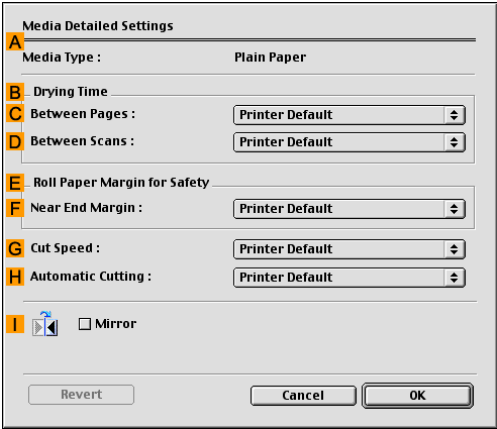 Media Detailed Settings
A
Media Type : Plain Paper
B Drying Time
C Between Pages : Printer Default
D Between Scans : Printer Default
E Roll Paper Margin for Safety
F Near End Margin : Printer Default
G Cut Speed : Printer Default
H Automatic Cutting : Printer Default
I Mirror
Revert Cancel OK